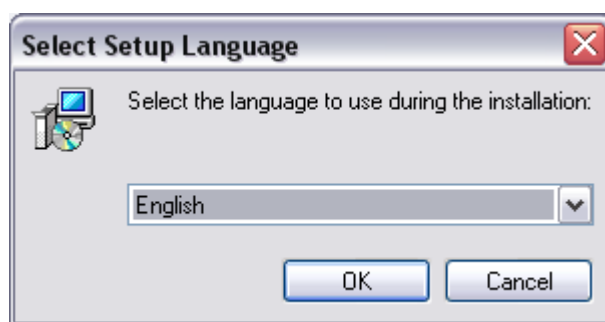 Select Setup Language
Select the language to use during the installation:
English
OK
Cancel